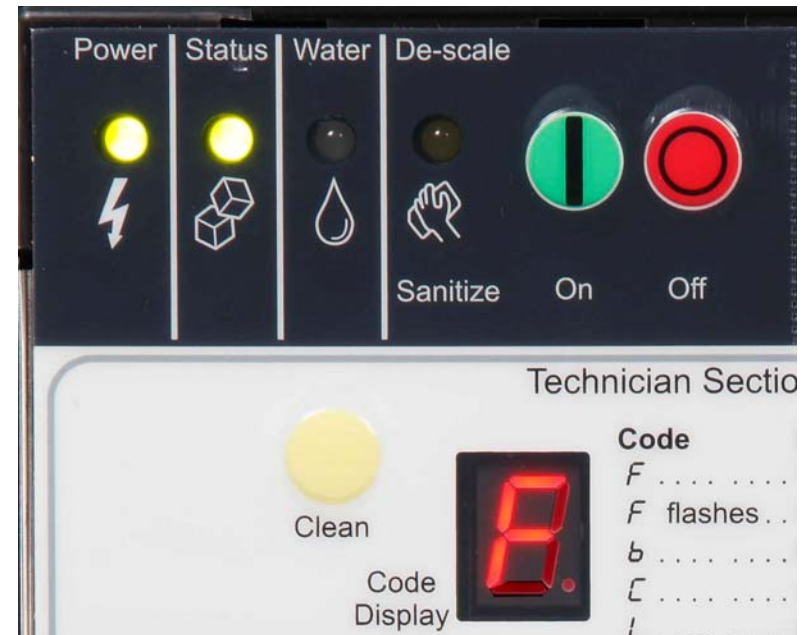 Power Status Water De-scale
Sanitize On Off
Technician Sectio
Code
F . . . . . . . .
F flashes . .
b . . . . . . . .
C . . . . . . . .
Clean
Code
Display